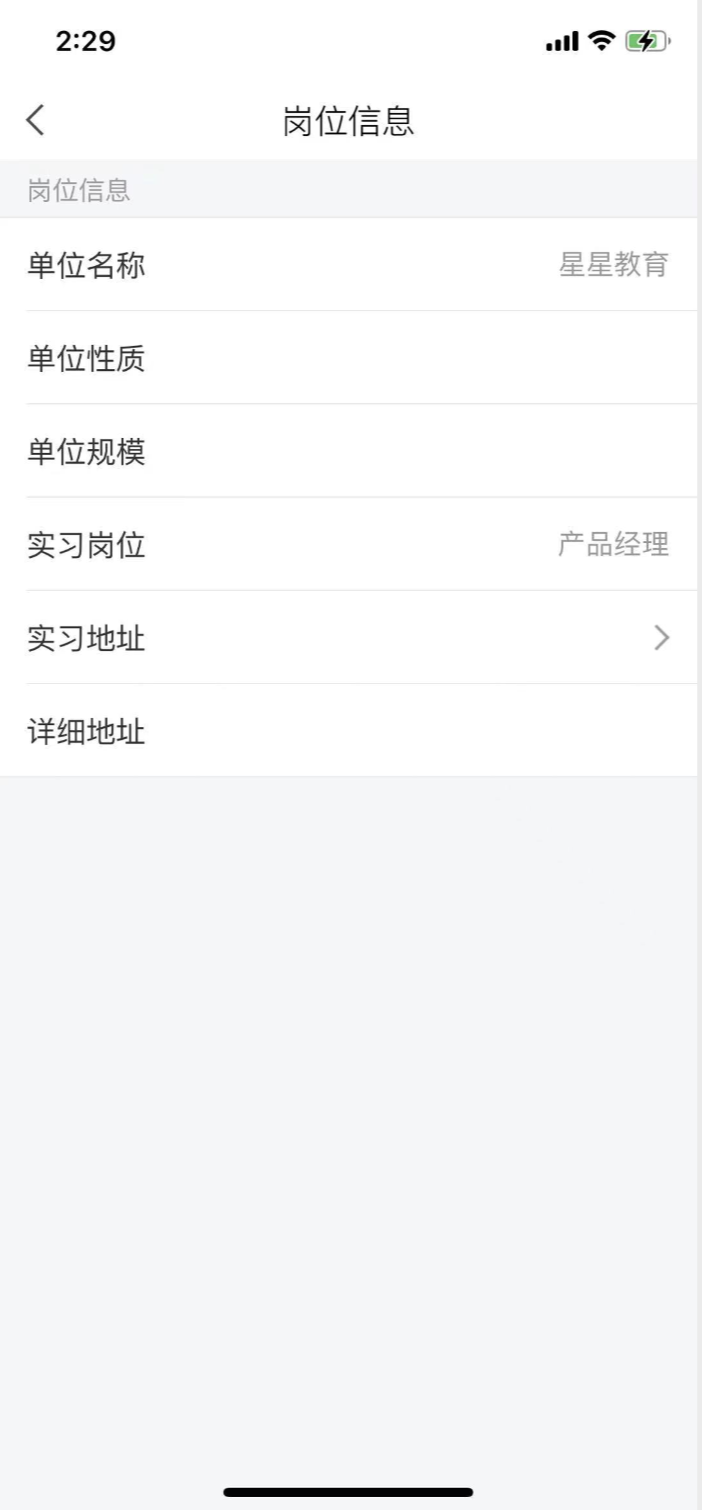 2:29
岗位信息
岗位信息
单位名称 星星教育
单位性质
单位规模
实习岗位 产品经理
实习地址
详细地址